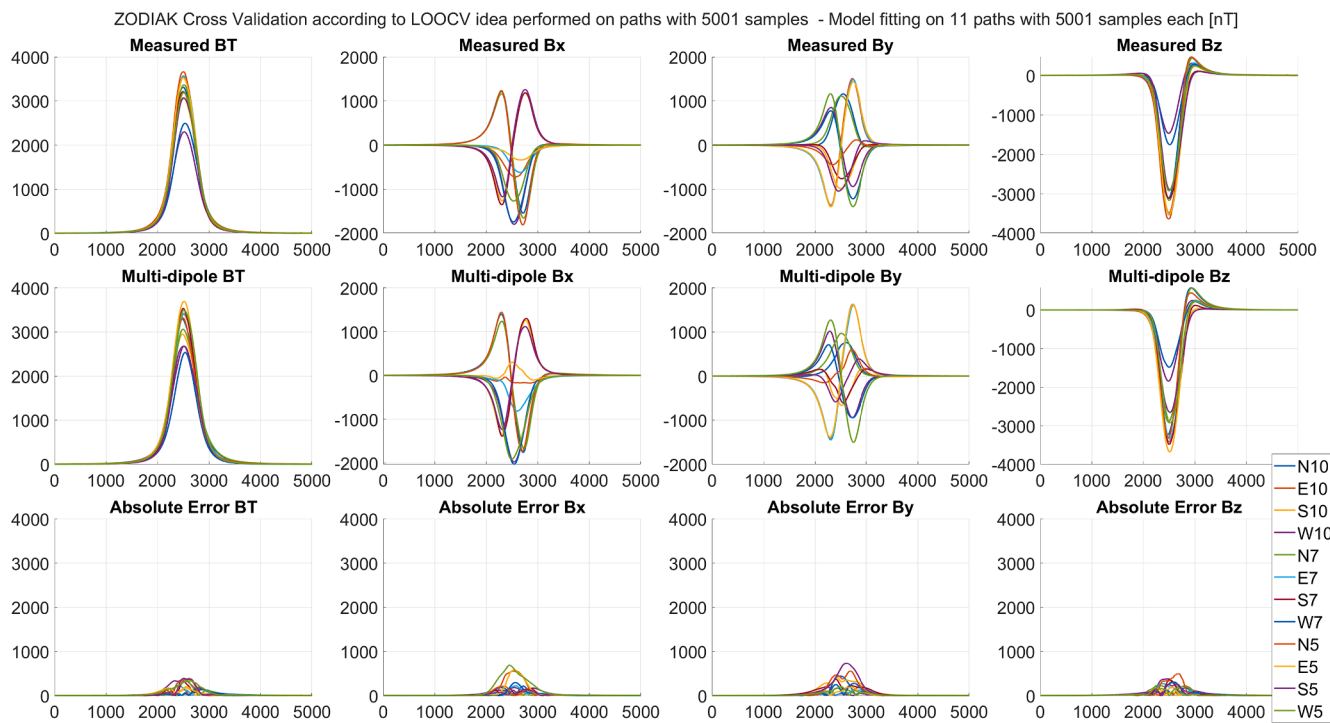 ZODIAK Cross Validation according to LOOCV idea performed on paths with 5001 samples - Model fitting on 11 paths with 5001 samples each [nT]
Measured BT
Measured Bx
Measured By
Measured Bz
4000
3000
2000
1000
0
0 1000 2000 3000 4000 5000
2000
1000
0
-1000
-2000
0 1000 2000 3000 4000 5000
2000
1000
0
-1000
-2000
0 1000 2000 3000 4000 5000
0
-1000
-2000
-3000
-4000
0 1000 2000 3000 4000 5000
Multi-dipole BT
Multi-dipole Bx
Multi-dipole By
Multi-dipole Bz
4000
3000
2000
1000
0
0 1000 2000 3000 4000 5000
2000
1000
0
-1000
-2000
0 1000 2000 3000 4000 5000
2000
1000
0
-1000
-2000
0 1000 2000 3000 4000 5000
0
-1000
-2000
-3000
-4000
0 1000 2000 3000 4000 5000
Absolute Error BT
Absolute Error Bx
Absolute Error By
Absolute Error Bz
4000
3000
2000
1000
0
0 1000 2000 3000 4000 5000
4000
3000
2000
1000
0
0 1000 2000 3000 4000 5000
4000
3000
2000
1000
0
0 1000 2000 3000 4000 5000
4000
3000
2000
1000
0
0 1000 2000 3000 4000
N10
E10
S10
W10
N7
E7
S7
W7
N5
E5
S5
W5